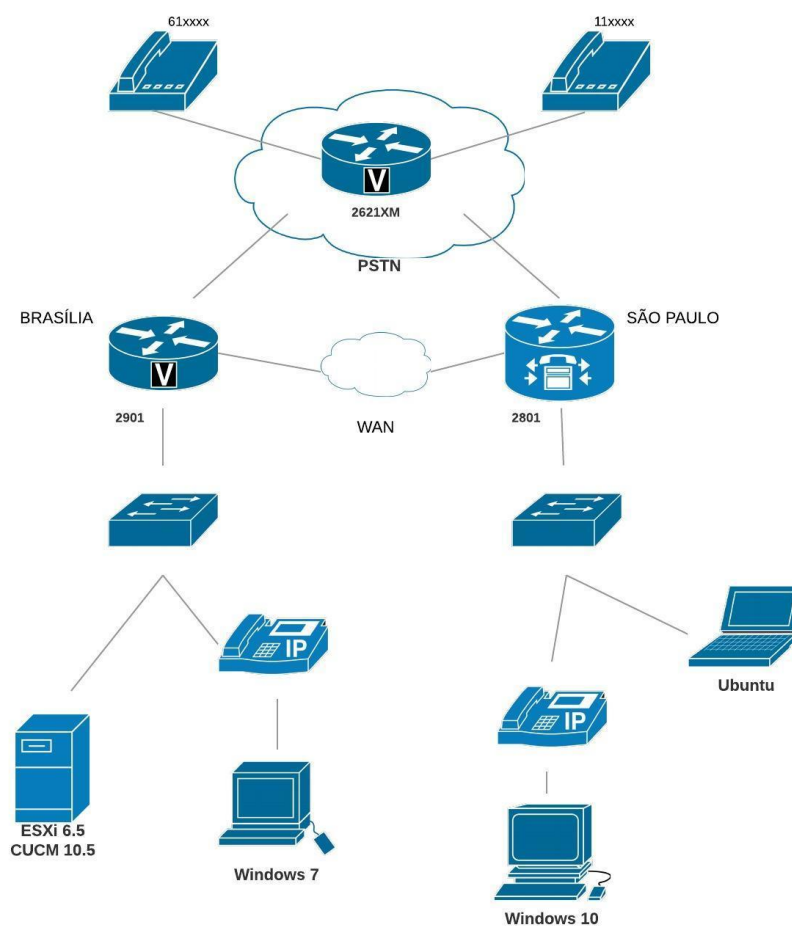 61xxxx
11xxxx
V
2621XM
PSTN
BRASÍLIA
SÃO PAULO
V
2901
WAN
2801
IP
IP
Ubuntu
ESXi 6.5
CUCM 10.5
Windows 7
Windows 10